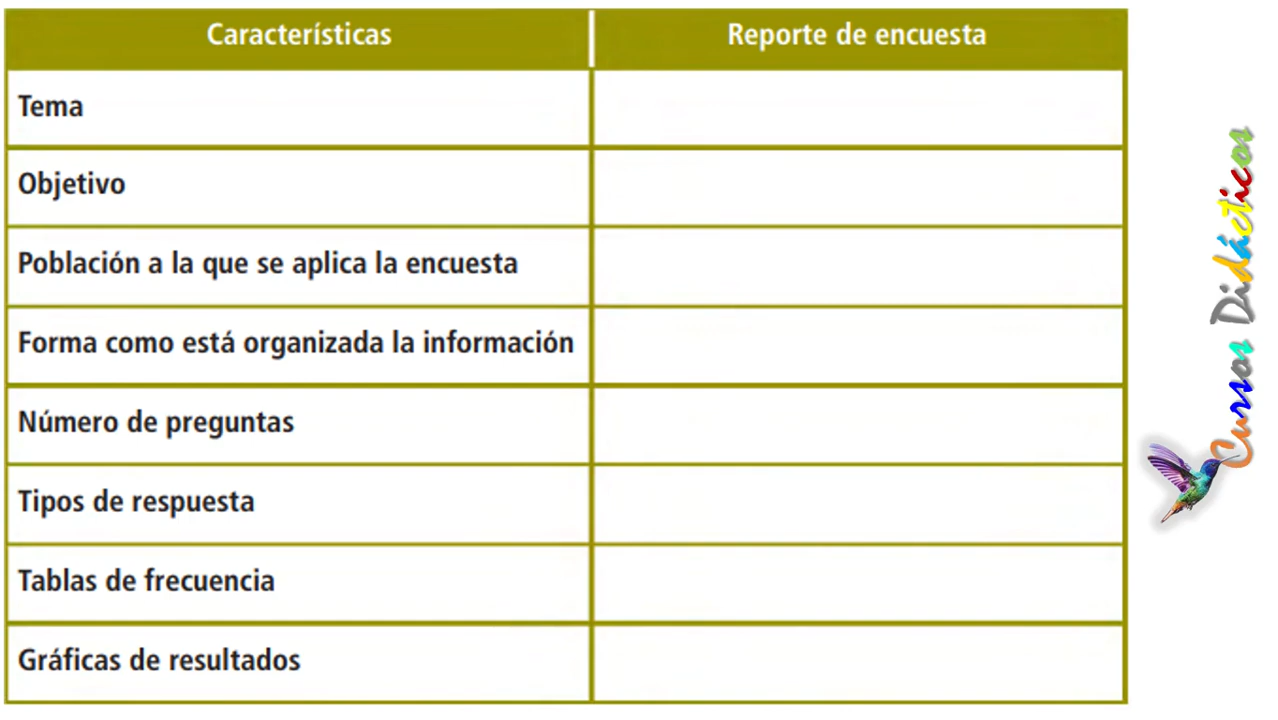 Características
Reporte de encuesta
Tema
Objetivo
Población a la que se aplica la encuesta
Forma como está organizada la información
Número de preguntas
Tipos de respuesta
Tablas de frecuencia
Gráficas de resultados
Cursos Didácticos